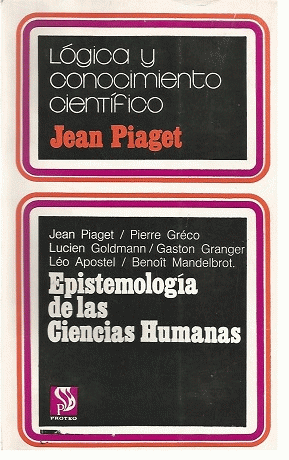 Lógica y
conocimiento
científico
Jean Piaget
Jean Piaget / Pierre Gréco
Lucien Goldmann / Gaston Granger
Léo Apostel / Benoît Mandelbrot.
Epistemología
de las
Ciencias Humanas
PROTEO